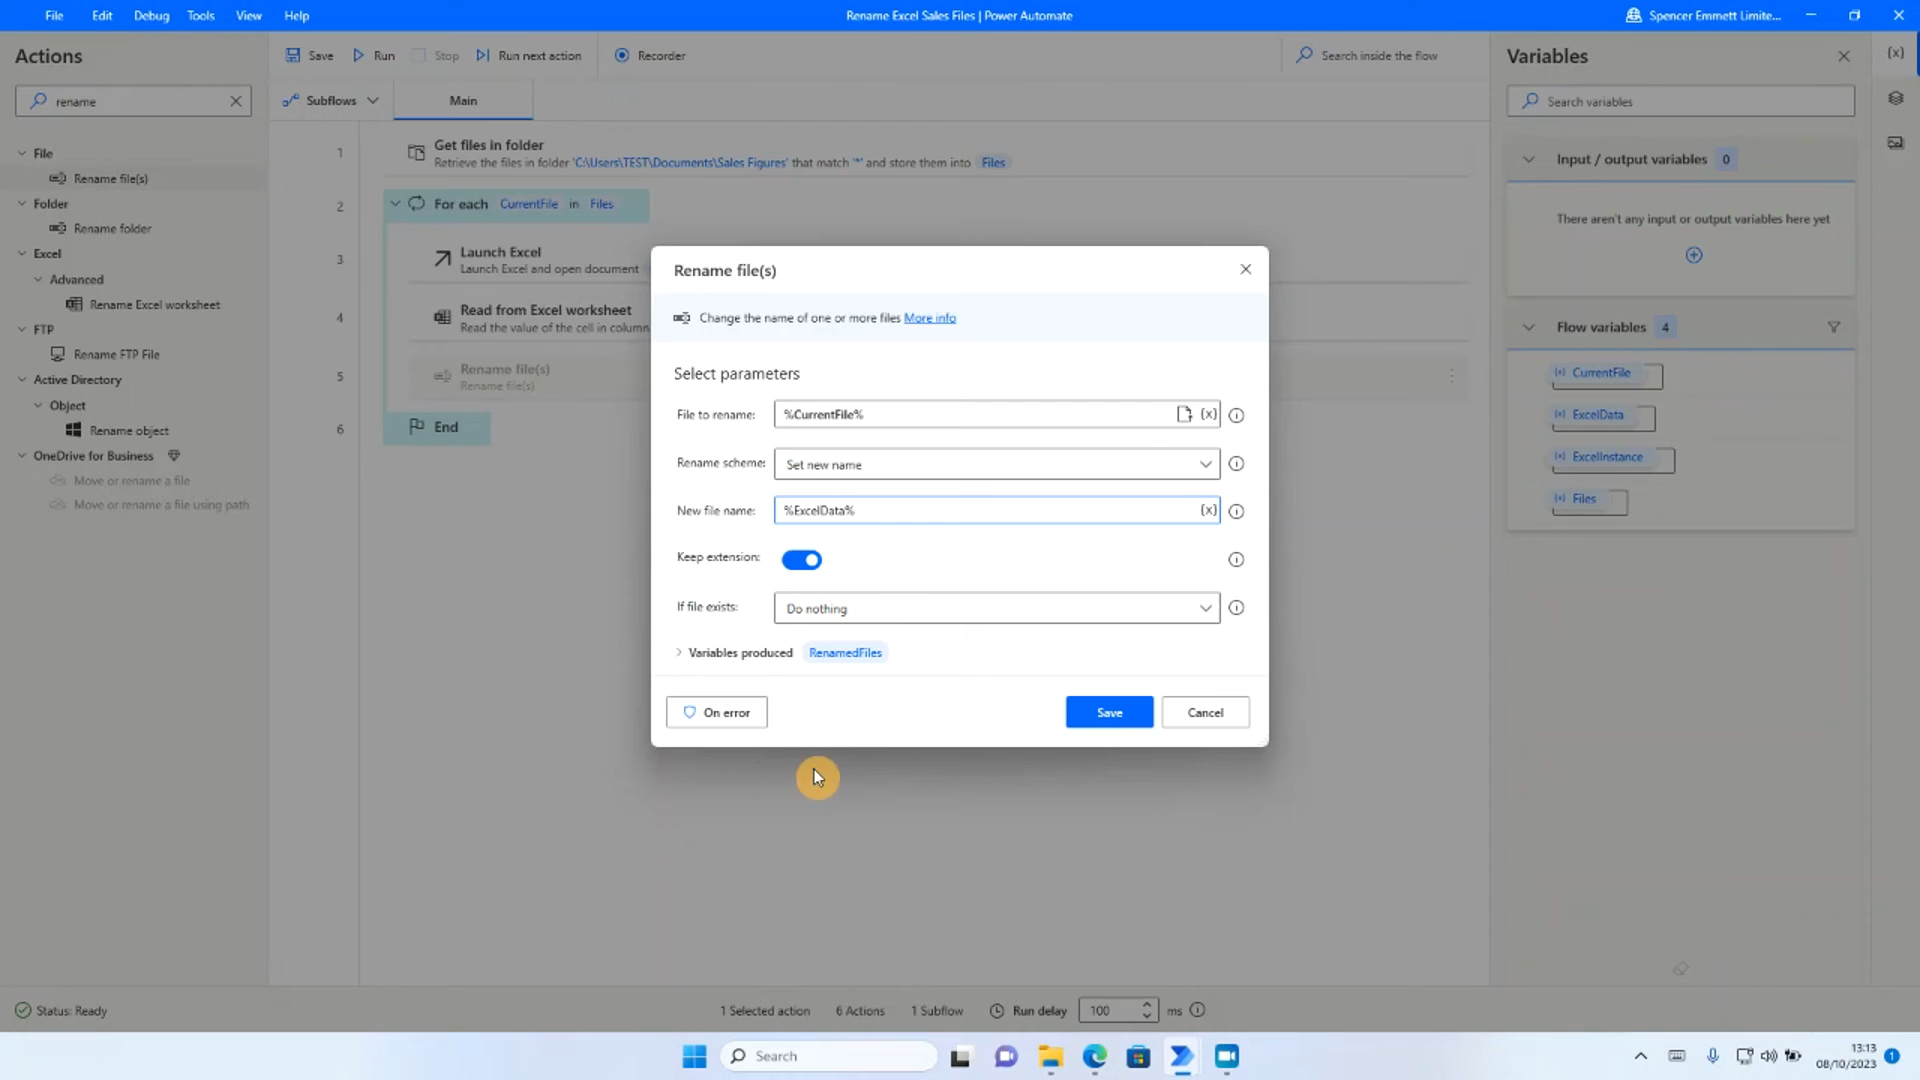 File Edit Debug Tools View Help
Rename Excel Sales Files | Power Automate
Spencer Emmett Limite...
Actions
rename
File
Rename file(s)
Folder
Rename folder
Excel
Advanced
Rename Excel worksheet
FTP
Rename FTP File
Active Directory
Object
Rename object
OneDrive for Business
Move or rename a file
Move or rename a file using path
Save Run Stop Run next action Recorder
Search inside the flow
Subflows Main
1 Get files in folder
Retrieve the files in folder 'C:\Users\TEST\Documents\Sales Figures' that match '*' and store them into Files
2 For each CurrentFile in Files
3 Launch Excel
Launch Excel and open document
4 Read from Excel worksheet
Read the value of the cell in column
5 Rename file(s)
Rename file(s)
6 End
Rename file(s)
Change the name of one or more files More info
Select parameters
File to rename: %CurrentFile% {x}
Rename scheme: Set new name
New file name: %ExcelData% {x}
Keep extension:
If file exists: Do nothing
Variables produced RenamedFiles
On error Save Cancel
Variables
{x}
Search variables
Input / output variables 0
There aren't any input or output variables here yet
Flow variables 4
(x) CurrentFile
(x) ExcelData
(x) ExcelInstance
(x) Files
Status: Ready 1 Selected action 6 Actions 1 Subflow Run delay 100 ms
Search
13:13
08/10/2023
1